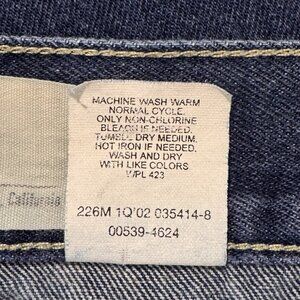 MACHINE WASH WARM
NORMAL CYCLE.
ONLY NON-CHLORINE
BLEACH IF NEEDED.
TUMBLE DRY MEDIUM.
HOT IRON IF NEEDED.
WASH AND DRY
WITH LIKE COLORS
WPL 423
226M 1Q'02 035414-8
00539-4624
California